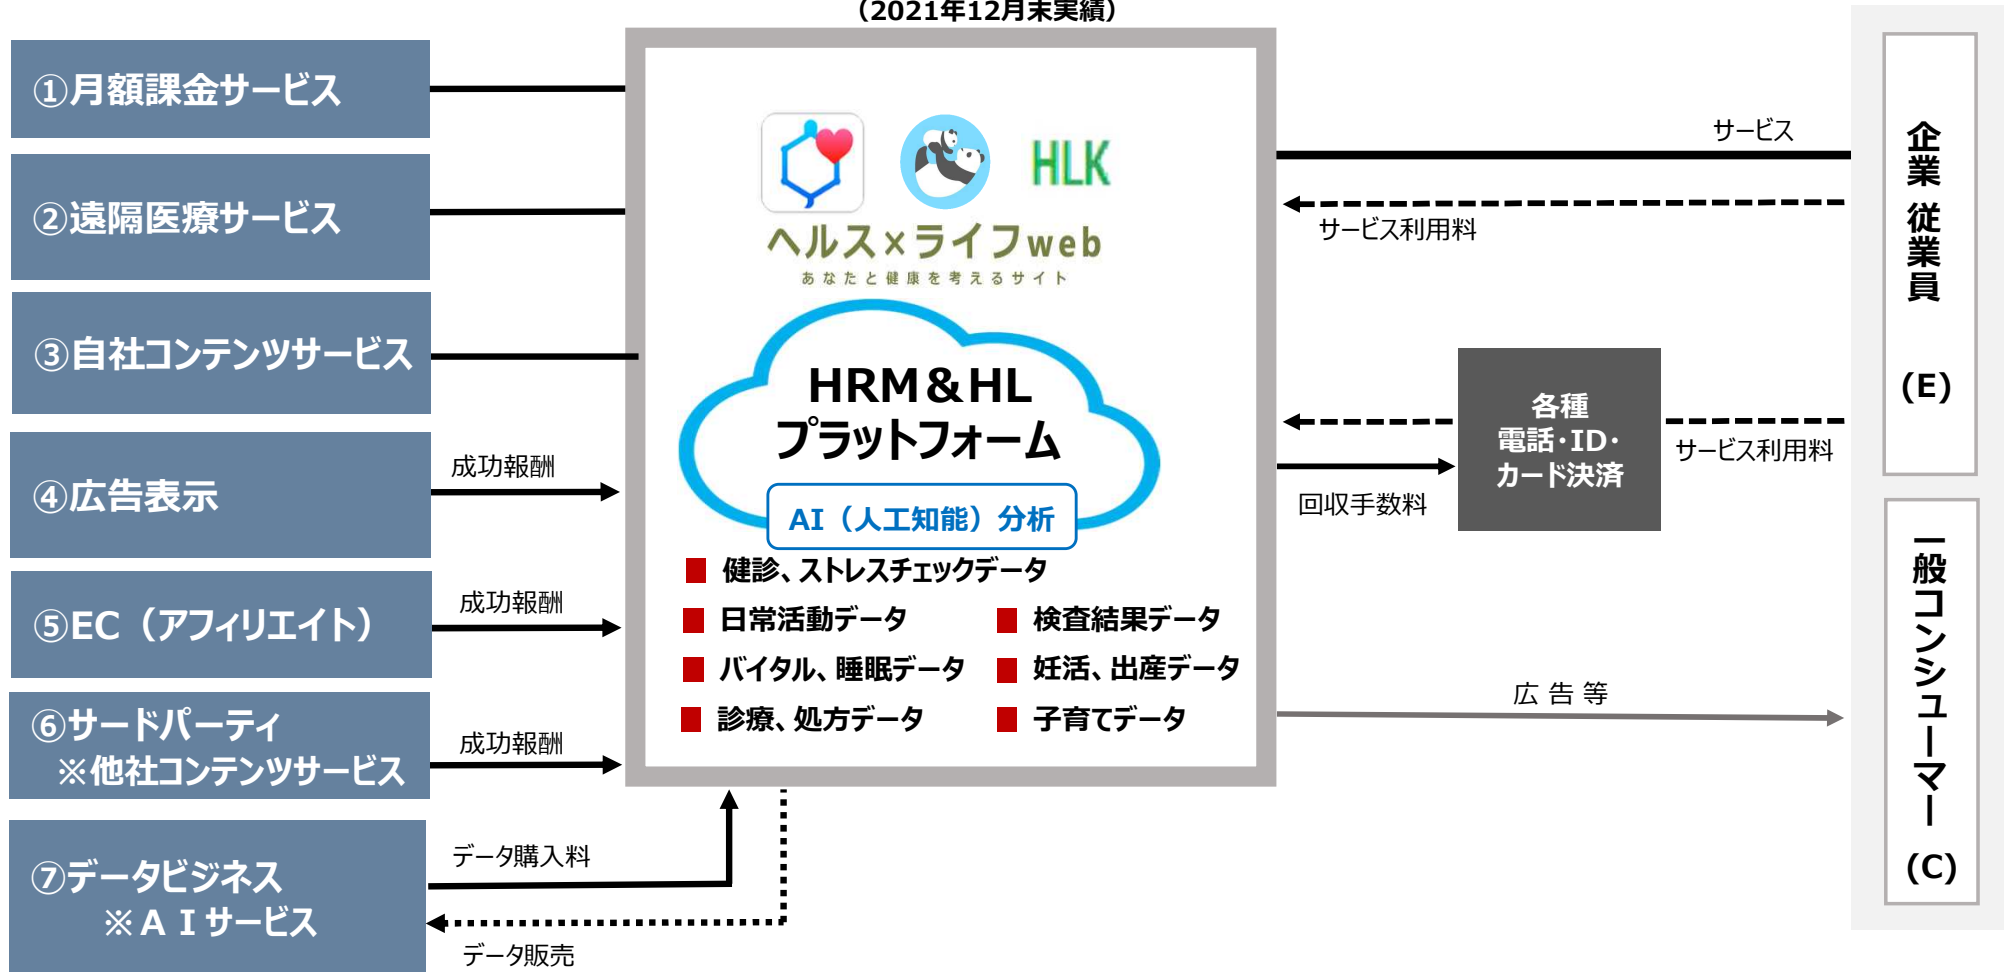 （2021年12月末実績）
①月額課金サービス
②遠隔医療サービス
③自社コンテンツサービス
④広告表示
⑤EC（アフィリエイト）
⑥サードパーティ
※他社コンテンツサービス
⑦データビジネス
※ＡＩサービス
成功報酬
成功報酬
成功報酬
データ購入料
データ販売
HLK
ヘルス×ライフweb
あなたと健康を考えるサイト
HRM＆HL
プラットフォーム
AI（人工知能）分析
健診、ストレスチェックデータ
日常活動データ
検査結果データ
バイタル、睡眠データ
妊活、出産データ
診療、処方データ
子育てデータ
サービス
サービス利用料
各種
電話・ID・
カード決済
サービス利用料
回収手数料
広 告 等
企業 従業員
(E)
一般コンシューマー
(C)